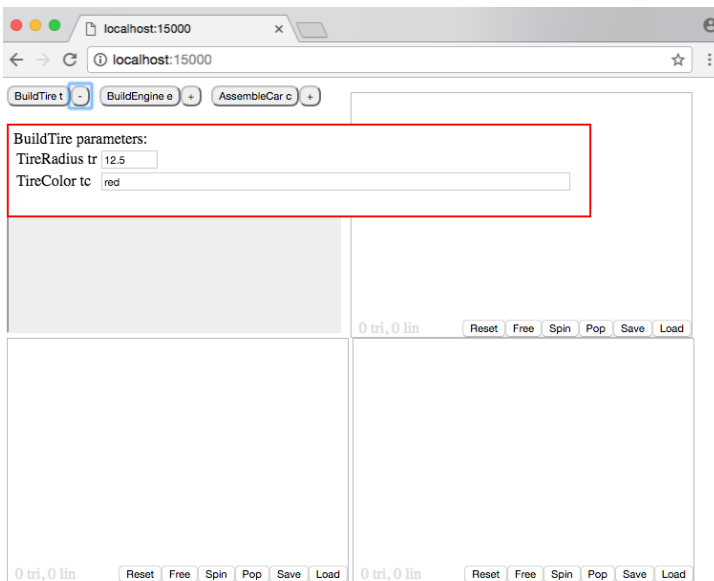 localhost:15000
localhost:15000
BuildTire t - BuildEngine e + AssembleCar c +
BuildTire parameters:
TireRadius tr 12.5
TireColor tc red
0 tri, 0 lin Reset Free Spin Pop Save Load
0 tri, 0 lin Reset Free Spin Pop Save Load
0 tri, 0 lin Reset Free Spin Pop Save Load